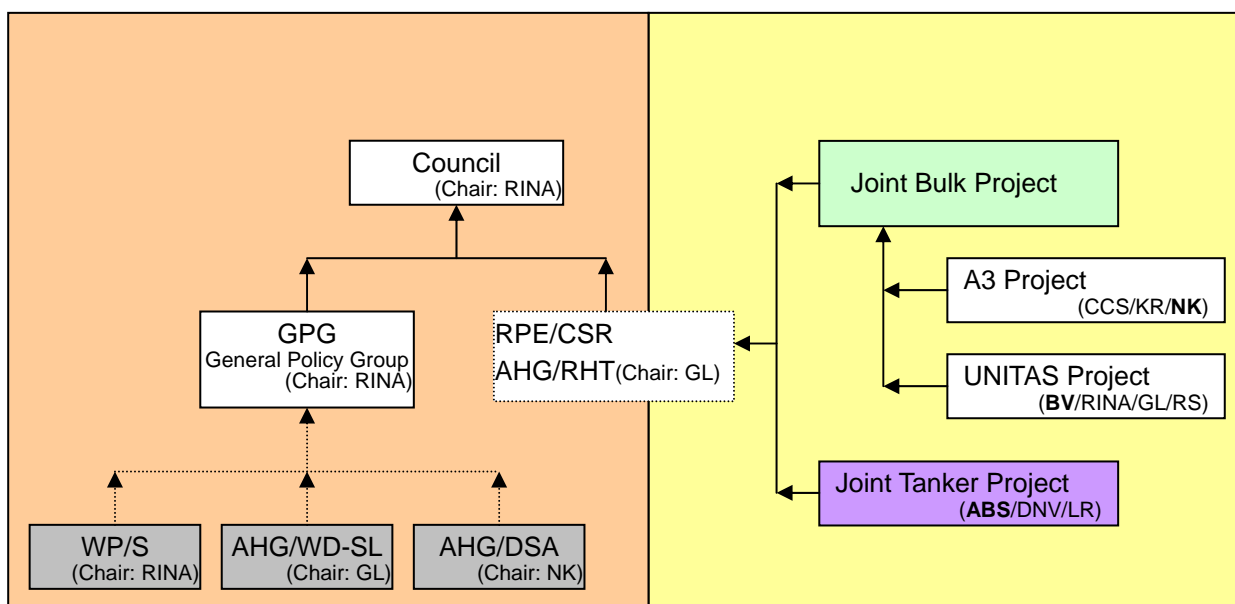 Council
(Chair: RINA)
GPG
General Policy Group
(Chair: RINA)
RPE/CSR
AHG/RHT(Chair: GL)
WP/S
(Chair: RINA)
AHG/WD-SL
(Chair: GL)
AHG/DSA
(Chair: NK)
Joint Bulk Project
A3 Project
(CCS/KR/NK)
UNITAS Project
(BV/RINA/GL/RS)
Joint Tanker Project
(ABS/DNV/LR)